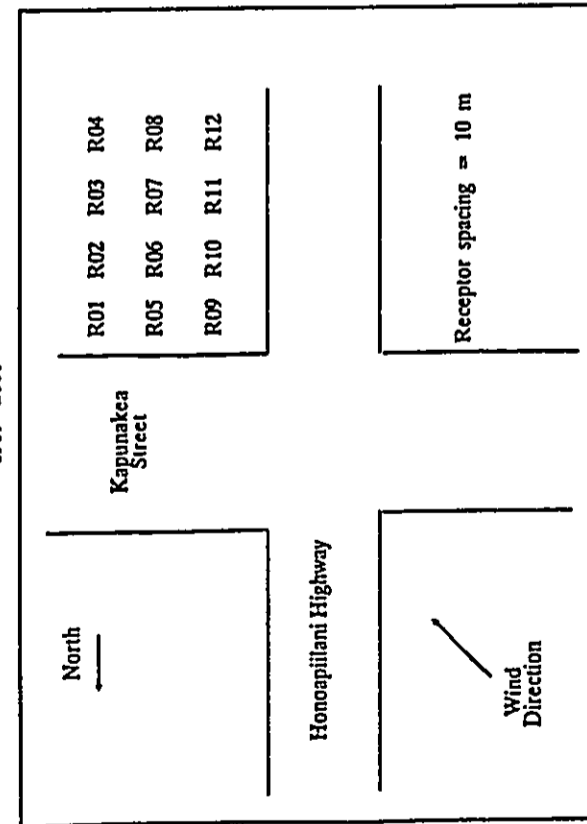 North
Kapunakea
Street
R01 R02 R03 R04
R05 R06 R07 R08
R09 R10 R11 R12
Honoapiilani Highway
Wind
Direction
Receptor spacing = 10 m